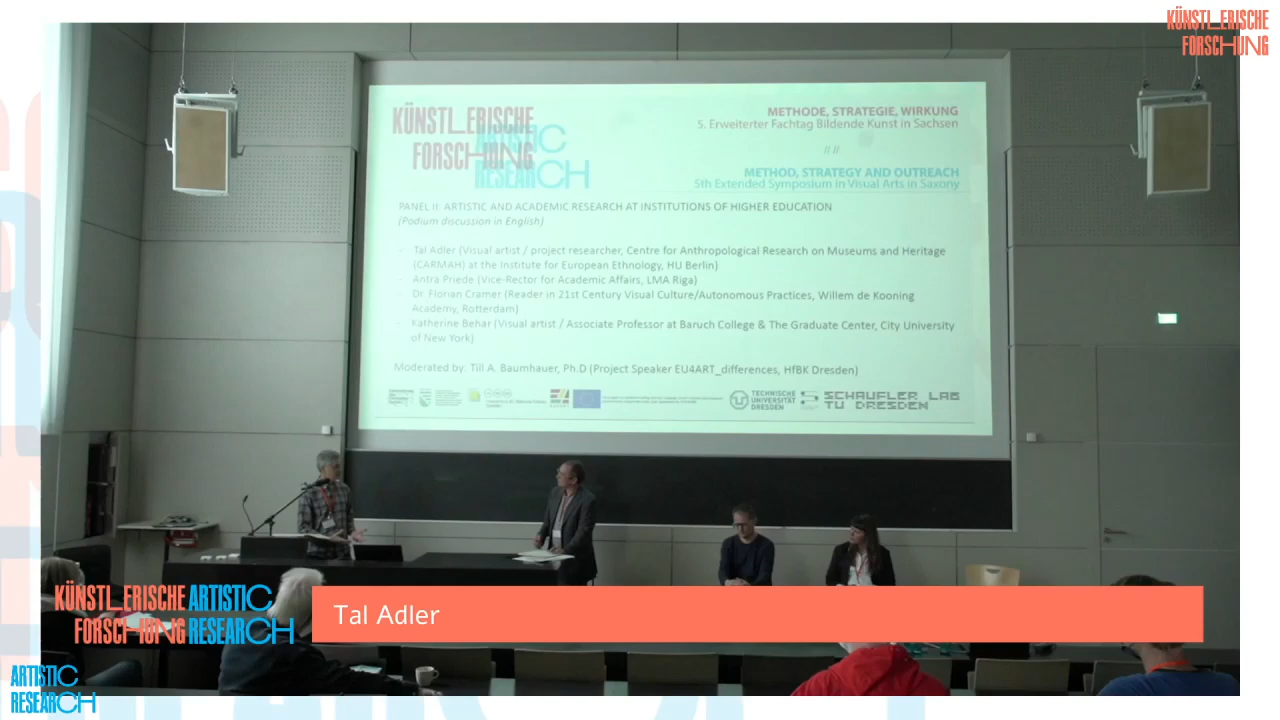 KÜNSTL_ERISCHE
FORSCHUNG
KÜNSTL_ERISCHE
FORSCHUNG
ARTISTIC
RESEARCH
METHODE, STRATEGIE, WIRKUNG
5. Erweiterter Fachtag Bildende Kunst in Sachsen
// //
METHOD, STRATEGY AND OUTREACH
5th Extended Symposium in Visual Arts in Saxony
PANEL II: ARTISTIC AND ACADEMIC RESEARCH AT INSTITUTIONS OF HIGHER EDUCATION
(Podium discussion in English)
- Tal Adler (Visual artist / project researcher, Centre for Anthropological Research on Museums and Heritage
(CARMAH) at the Institute for European Ethnology, HU Berlin)
- Antra Priede (Vice-Rector for Academic Affairs, LMA Riga)
- Dr. Florian Cramer (Reader in 21st Century Visual Culture/Autonomous Practices, Willem de Kooning
Academy, Rotterdam)
- Katherine Behar (Visual artist / Associate Professor at Baruch College & The Graduate Center, City University
of New York)
Moderated by: Till A. Baumhauer, Ph.D (Project Speaker EU4ART_differences, HfBK Dresden)
TECHNISCHE
UNIVERSITÄT
DRESDEN
SCHAUFLER LAB
TU DRESDEN
KÜNSTL_ERISCHE ARTISTIC
FORSCHUNG RESEARCH
Tal Adler
ARTISTIC
RESEARCH